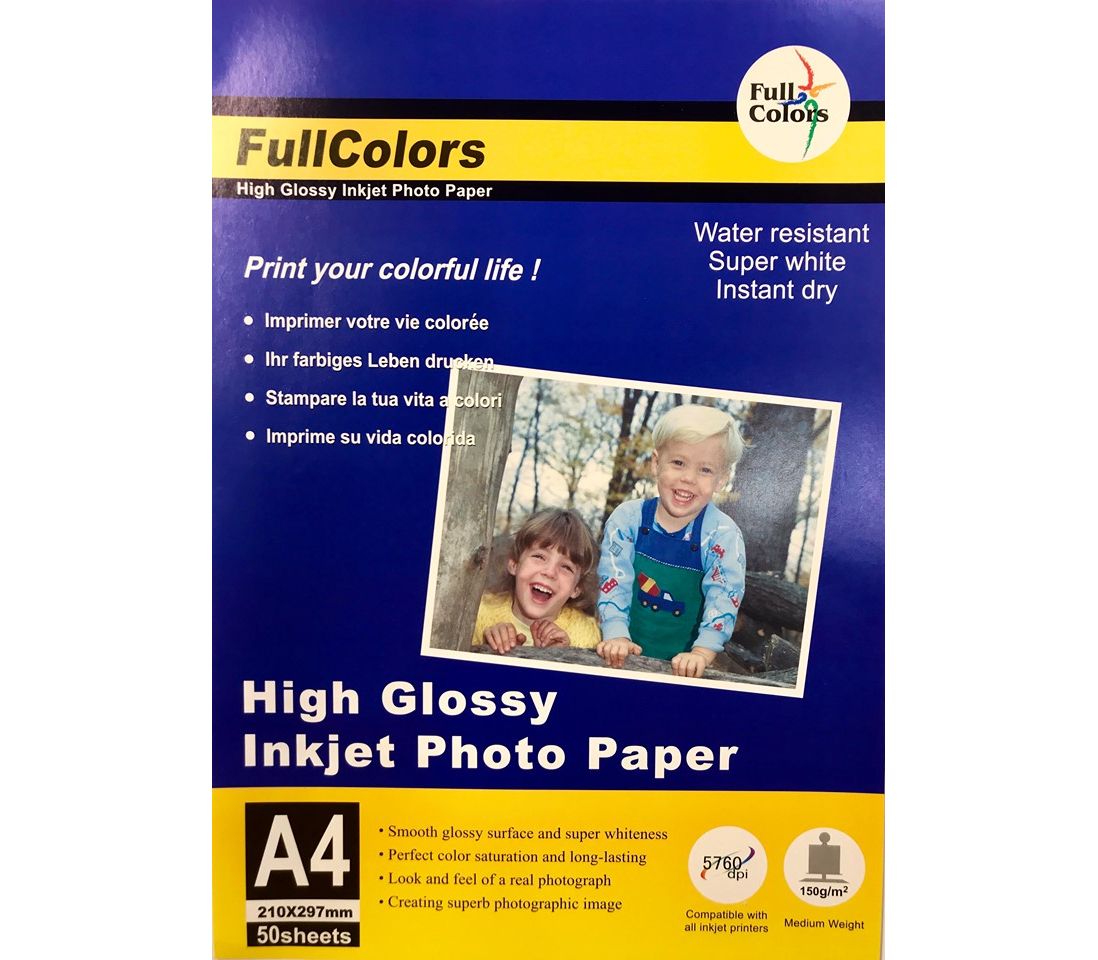 Full
Colors
FullColors
High Glossy Inkjet Photo Paper
Water resistant
Super white
Instant dry
Print your colorful life !
• Imprimer votre vie colorée
• Ihr farbiges Leben drucken
• Stampare la tua vita a colori
• Imprime su vida colorida
High Glossy
Inkjet Photo Paper
A4
210X297mm
50sheets
• Smooth glossy surface and super whiteness
• Perfect color saturation and long-lasting
• Look and feel of a real photograph
• Creating superb photographic image
5760
dpi
Compatible with
all inkjet printers
150g/m²
Medium Weight